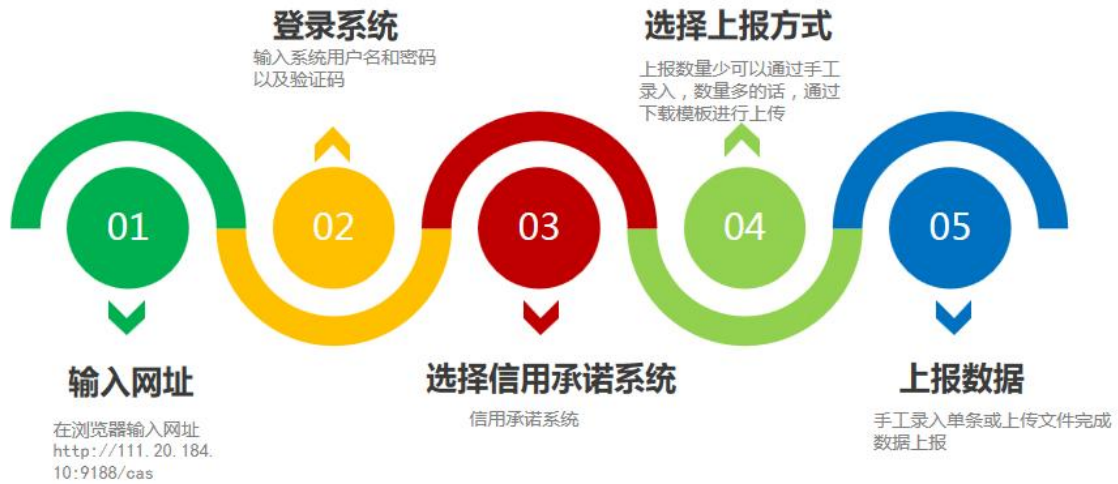 登录系统
输入系统用户名和密码
以及验证码
选择上报方式
上报数量少可以通过手工
录入，数量多的话，通过
下载模板进行上传
01
02
03
04
05
输入网址
在浏览器输入网址
http://111.20.184.
10:9188/cas
选择信用承诺系统
信用承诺系统
上报数据
手工录入单条或上传文件完成
数据上报